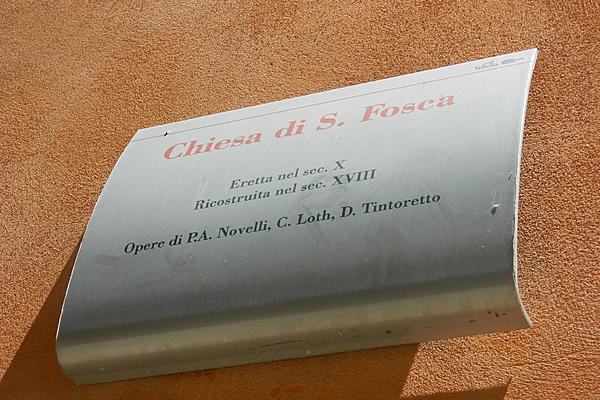 Chiesa di S. Fosca
Eretta nel sec. X
Ricostruita nel sec. XVIII
Opere di P.A. Novelli, C. Loth, D. Tintoretto